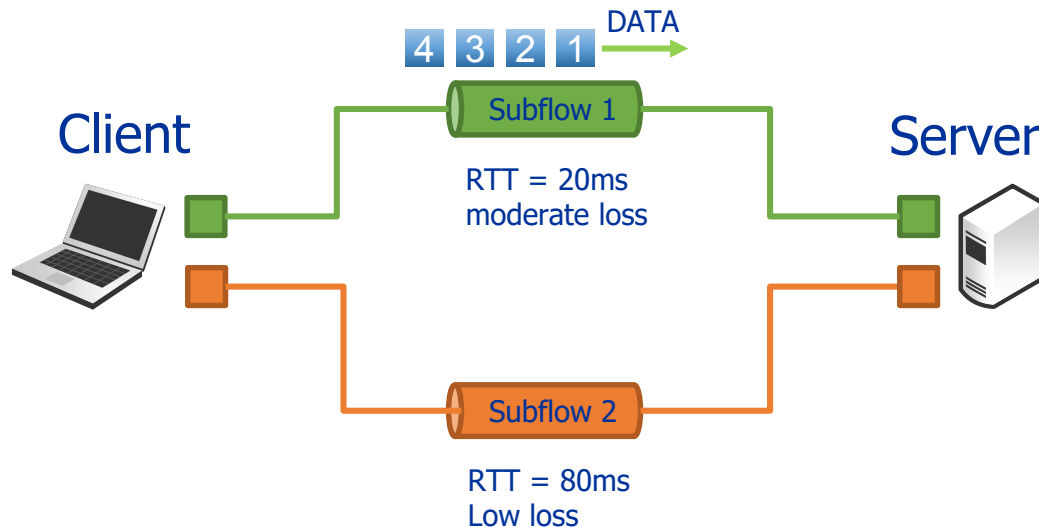 DATA
4 3 2 1
Subflow 1
Client
Server
RTT = 20ms
moderate loss
Subflow 2
RTT = 80ms
Low loss